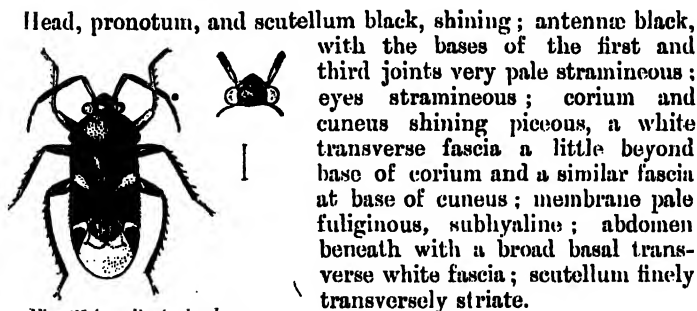 Head, pronotum, and scutellum black, shining; antennæ black,
with the bases of the first and
third joints very pale stramineous;
eyes stramineous; corium and
cuneus shining piceous, a white
transverse fascia a little beyond
base of corium and a similar fascia
at base of cuneus; membrane pale
fuliginous, subhyaline; abdomen
beneath with a broad basal trans-
verse white fascia; scutellum finely
transversely striate.